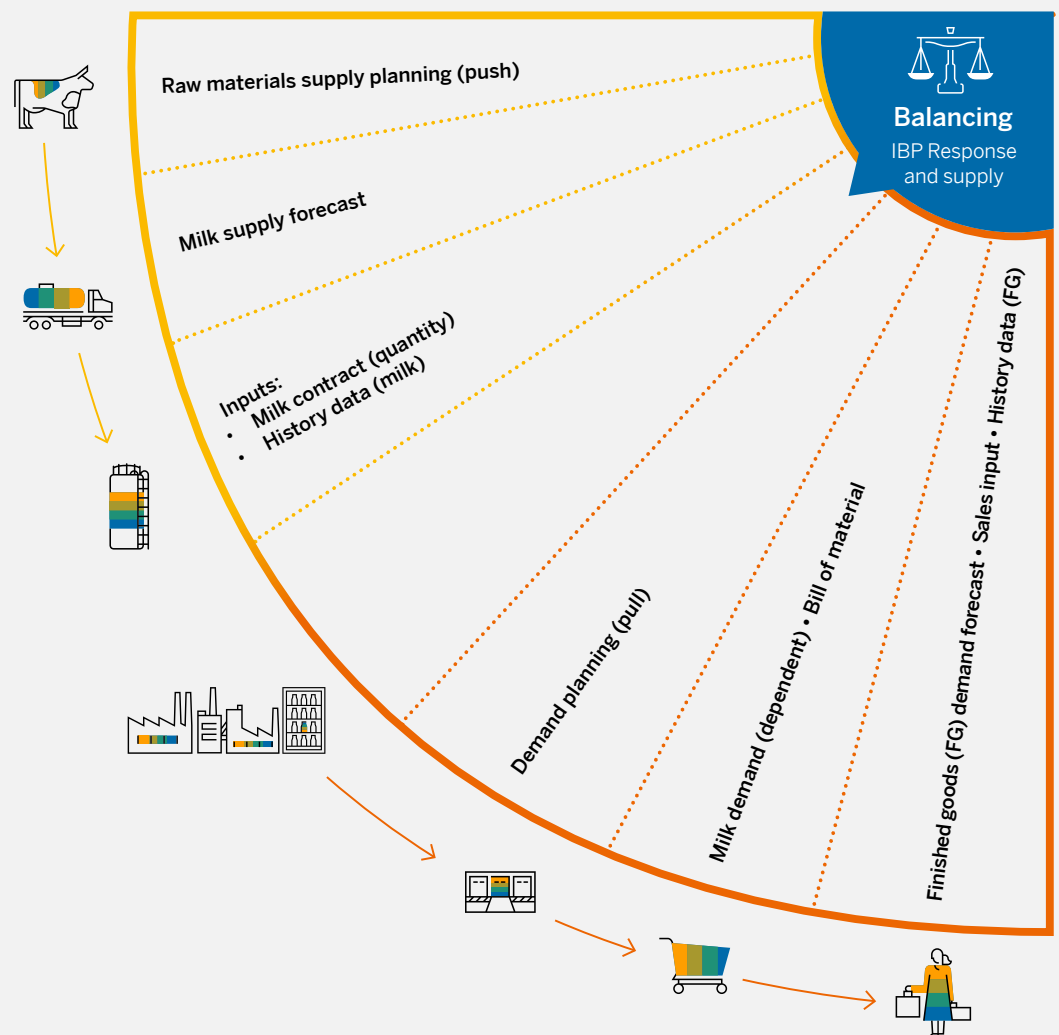 Balancing
IBP Response
and supply
Raw materials supply planning (push)
Milk supply forecast
Inputs:
• Milk contract (quantity)
• History data (milk)
Demand planning (pull)
Milk demand (dependent) • Bill of material
Finished goods (FG) demand forecast • Sales input • History data (FG)